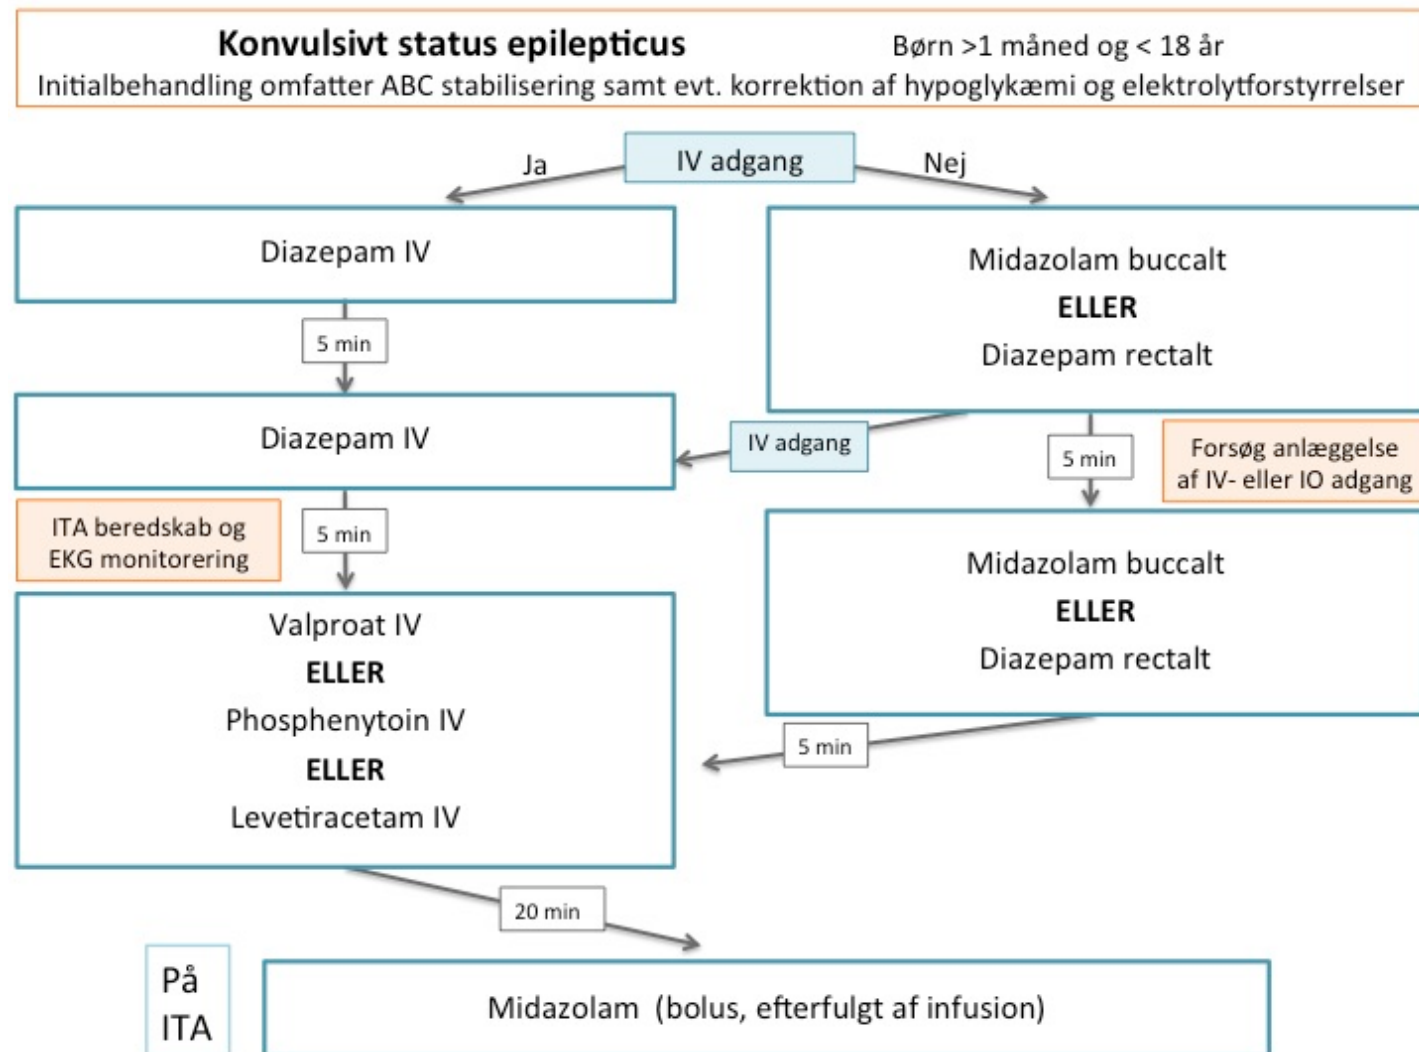 Konvulsivt status epilepticus Børn >1 måned og < 18 år
Initialbehandling omfatter ABC stabilisering samt evt. korrektion af hypoglykæmi og elektrolytforstyrrelser
IV adgang
Ja
Nej
Diazepam IV
5 min
Diazepam IV
Midazolam buccalt
ELLER
Diazepam rectalt
IV adgang
5 min
Forsøg anlæggelse
af IV- eller IO adgang
ITA beredskab og
EKG monitorering
5 min
Midazolam buccalt
ELLER
Diazepam rectalt
Valproat IV
ELLER
Phosphenytoin IV
ELLER
Levetiracetam IV
5 min
20 min
På
ITA
Midazolam (bolus, efterfulgt af infusion)